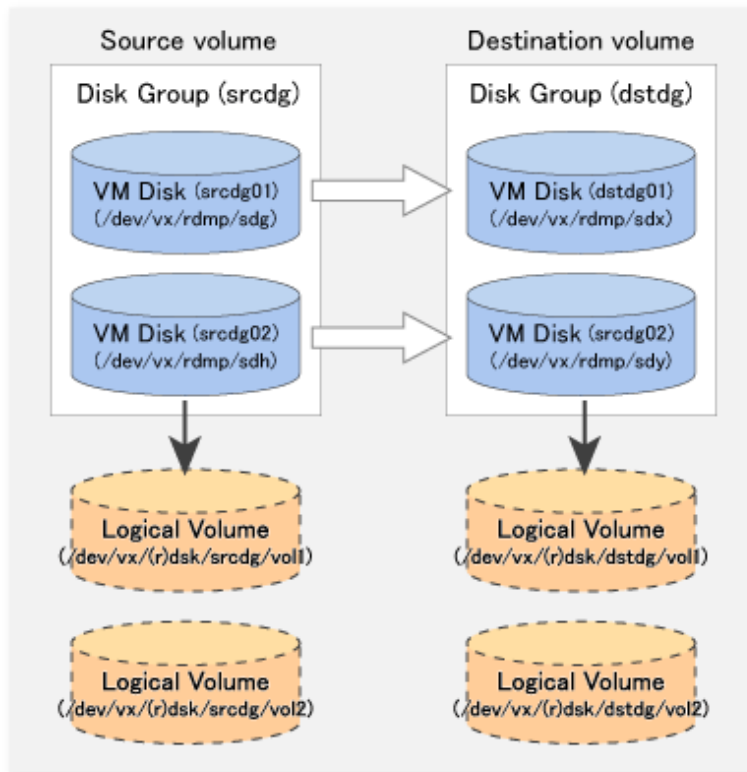 Source volume
Disk Group (srcdg)
VM Disk (srcdg01)
(/dev/vx/rdmp/sdg)
VM Disk (srcdg02)
(/dev/vx/rdmp/sdh)
Logical Volume
(/dev/vx/(r)dsk/srcdg/vol1)
Logical Volume
(/dev/vx/(r)dsk/srcdg/vol2)
Destination volume
Disk Group (dstdg)
VM Disk (dstdg01)
(/dev/vx/rdmp/sdx)
VM Disk (srcdg02)
(/dev/vx/rdmp/sdy)
Logical Volume
(/dev/vx/(r)dsk/dstdg/vol1)
Logical Volume
(/dev/vx/(r)dsk/dstdg/vol2)